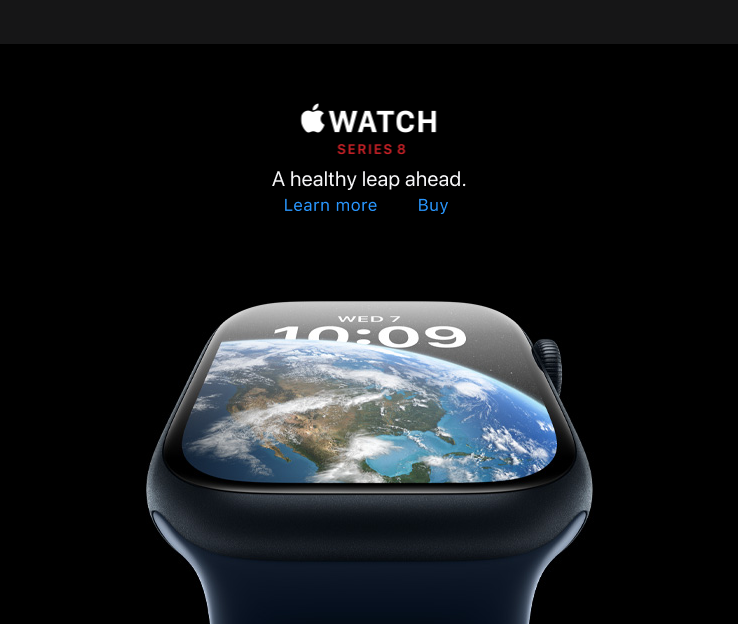 WATCH
SERIES 8
A healthy leap ahead.
Learn more Buy
WED 7
10:09